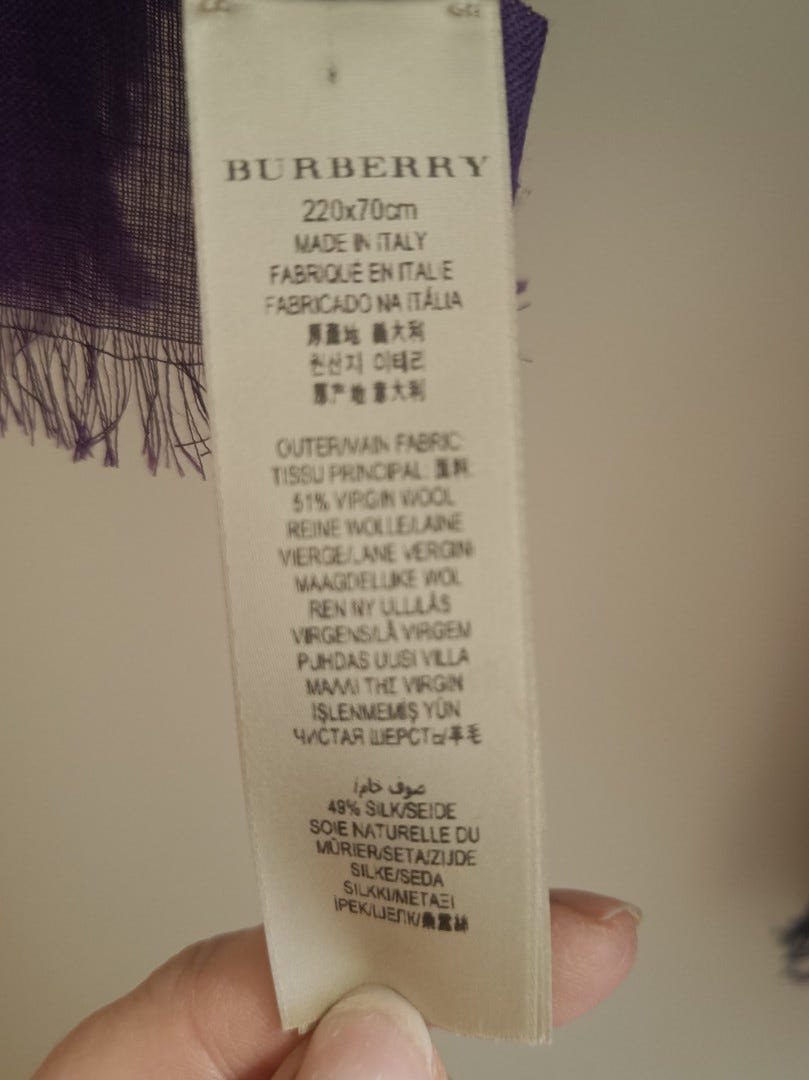 BURBERRY
220x70cm
MADE IN ITALY
FABRIQUÉ EN ITALIE
FABRICADO NA ITÁLIA
原產地 義大利
원산지 이태리
原产地 意大利
OUTER/MAIN FABRIC:
TISSU PRINCIPAL: 面料:
51% VIRGIN WOOL
REINE WOLLE/LAINE
VIERGE/LANE VERGINI
MAAGDELIJKE WOL
REN NY ULL/LÃS
VIRGENS/LÃ VIRGEM
PUHDAS UUSI VILLA
ΜΑΛΛΙ ΤΗΣ VIRGIN
İŞLENMEMİŞ YÜN
ЧИСТАЯ ШЕРСТЬ/羊毛
صوف خام/
49% SILK/SEIDE
SOIE NATURELLE DU
MÛRIER/SETA/ZIJDE
SILKE/SEDA
SILKKI/ΜΕΤΑΞΙ
İPEK/ШЕЛК/桑蠶絲